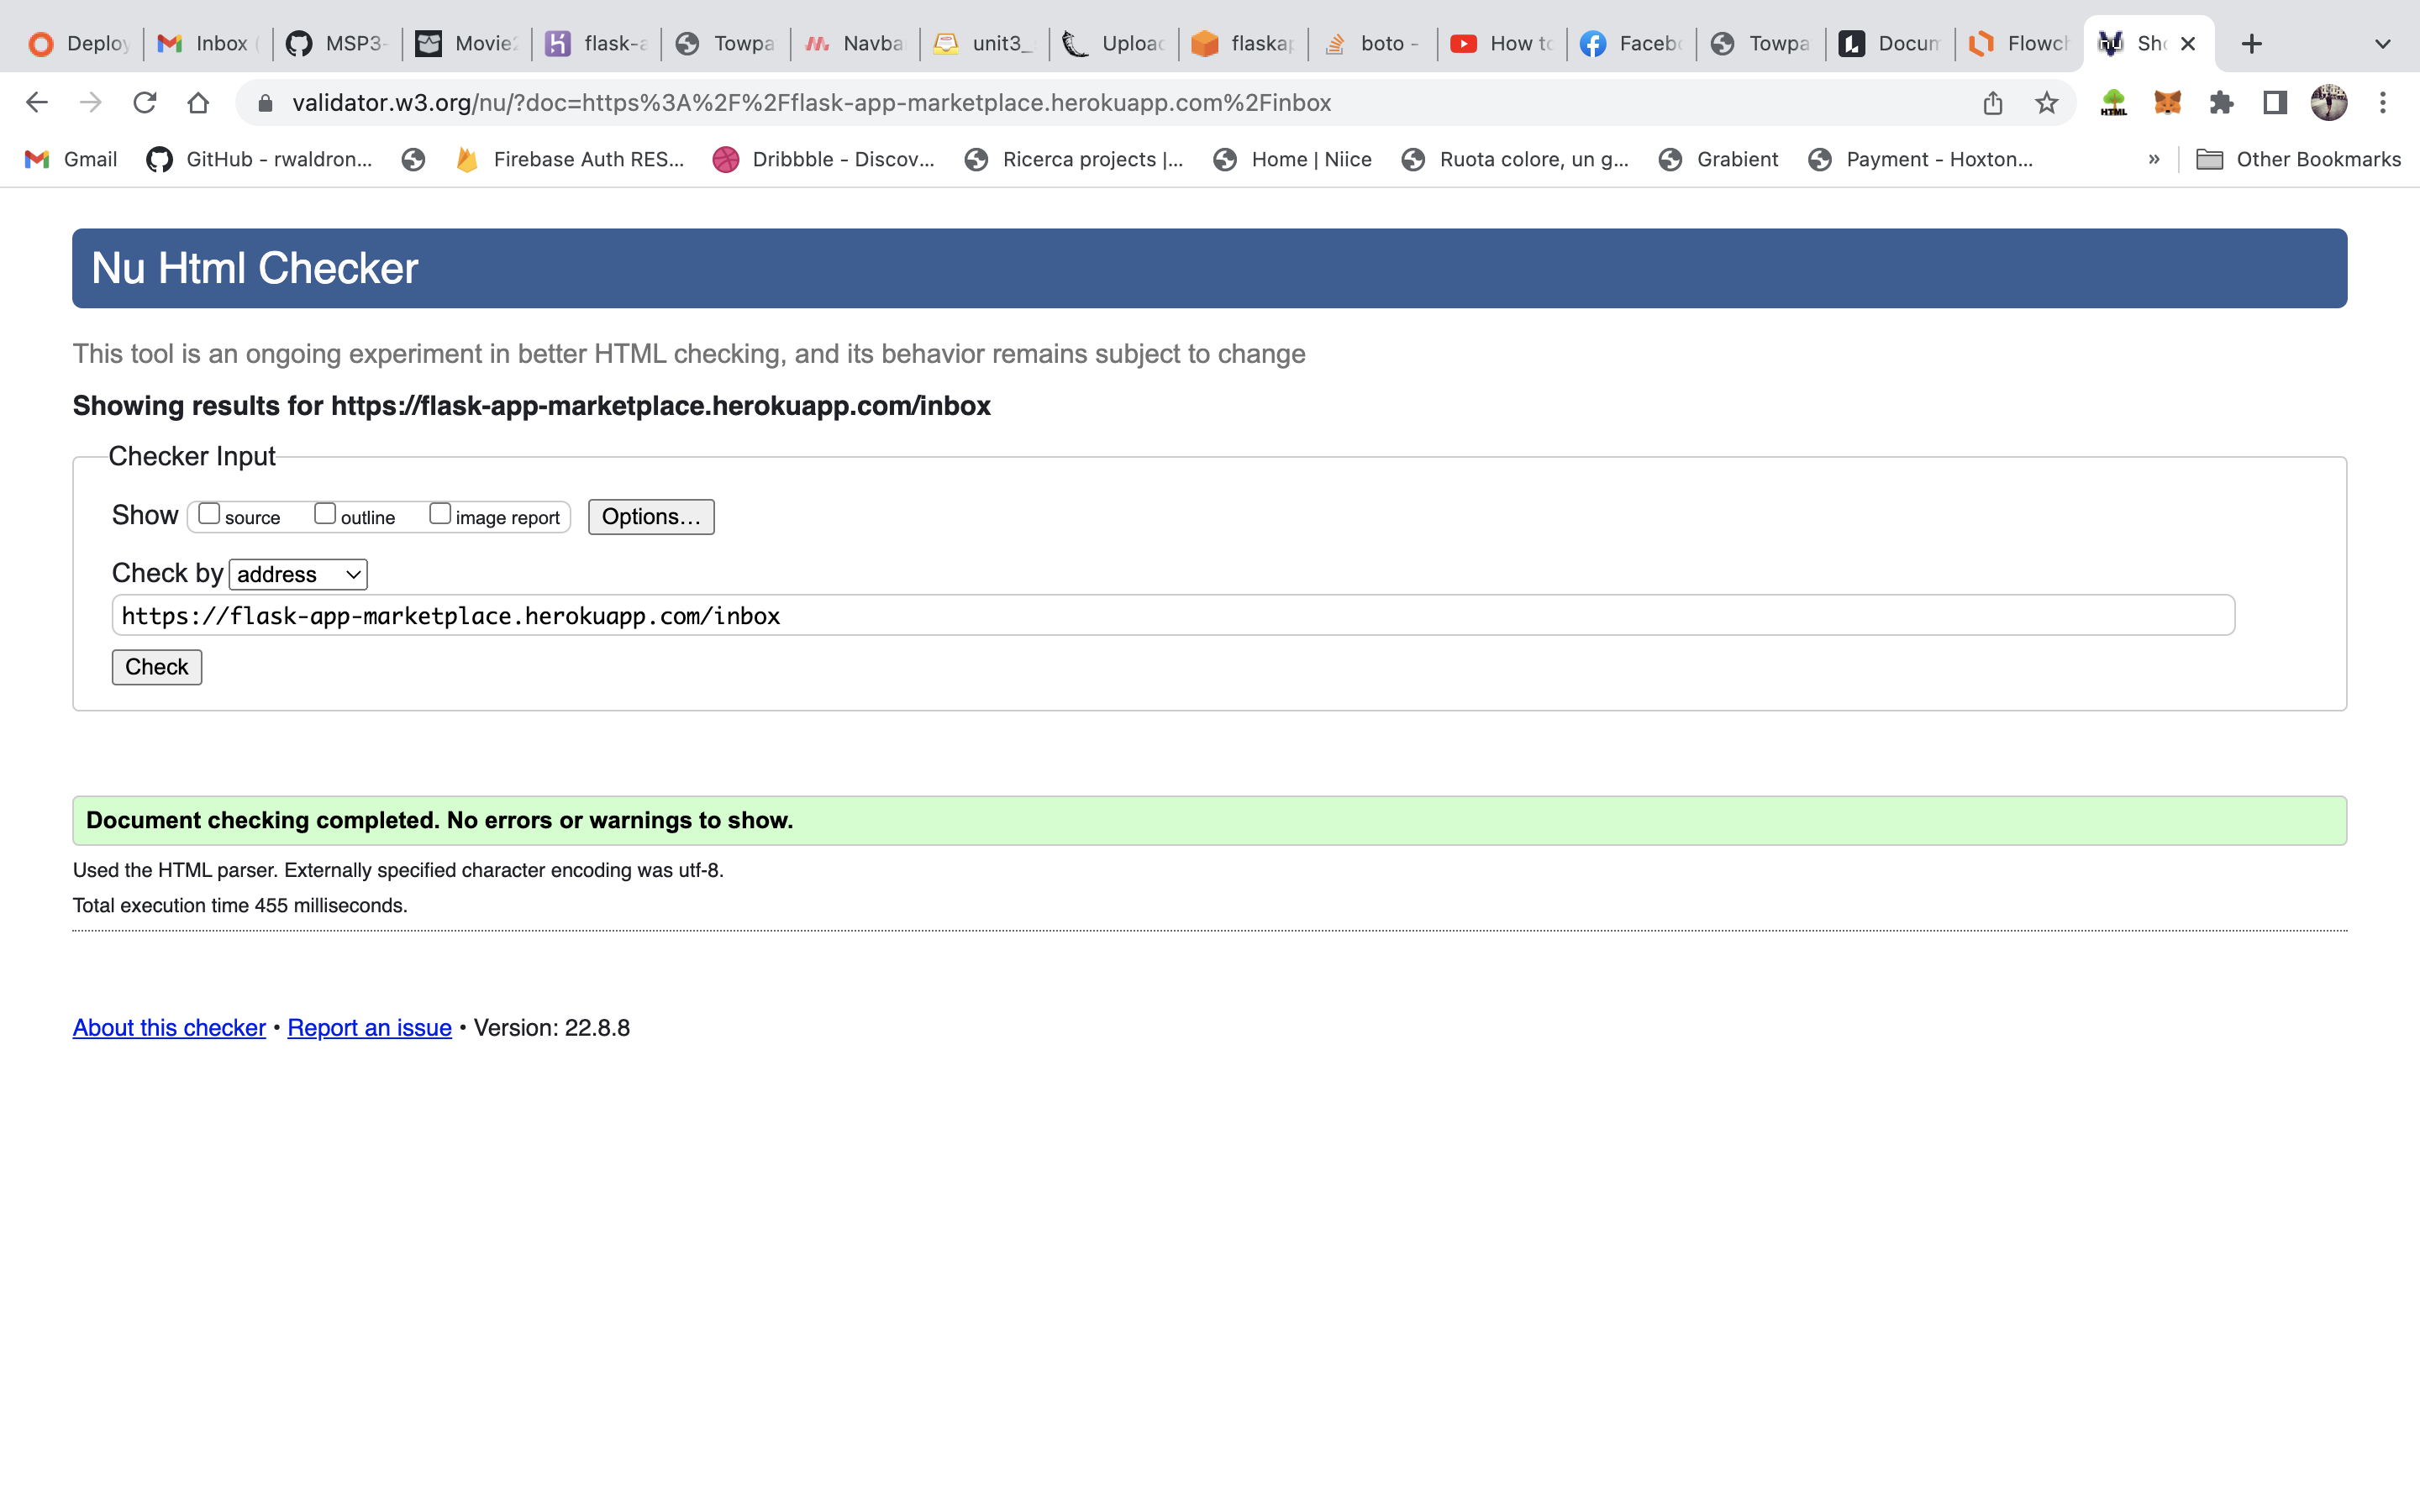 Deploy Inbox MSP3- Movie flask-a Towpa Navba unit3_ Upload flaskap boto - How to Facebo Towpa Docum Flowch Sho
validator.w3.org/nu/?doc=https%3A%2F%2Fflask-app-marketplace.herokuapp.com%2Finbox
Gmail GitHub - rwaldron... Firebase Auth RES... Dribbble - Discov... Ricerca projects |... Home | Niice Ruota colore, un g... Grabient Payment - Hoxton... » Other Bookmarks
Nu Html Checker
This tool is an ongoing experiment in better HTML checking, and its behavior remains subject to change
Showing results for https://flask-app-marketplace.herokuapp.com/inbox
Checker Input
Show source outline image report Options...
Check by address
https://flask-app-marketplace.herokuapp.com/inbox
Check
Document checking completed. No errors or warnings to show.
Used the HTML parser. Externally specified character encoding was utf-8.
Total execution time 455 milliseconds.
About this checker • Report an issue • Version: 22.8.8